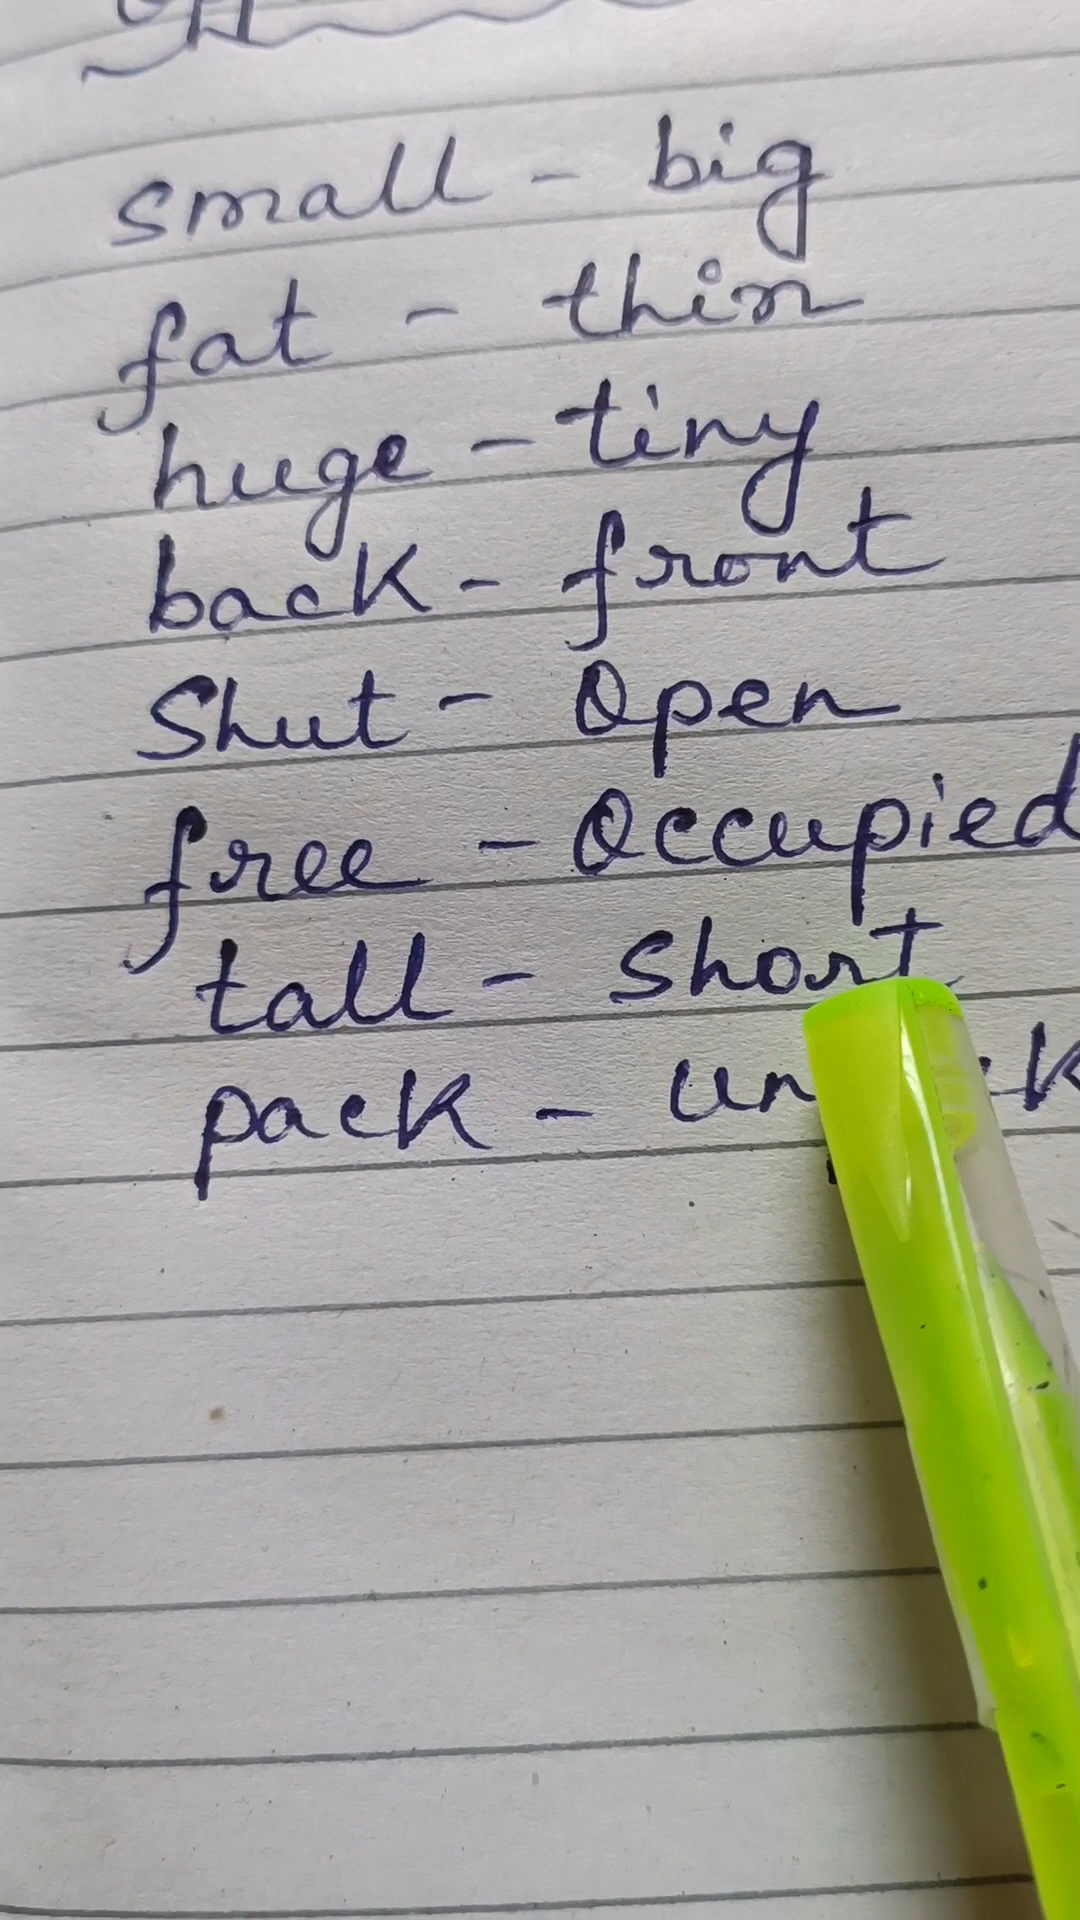 small - big
fat - thin
huge - tiny
back - front
Shut - Open
free - Occupied
tall - short
pack -